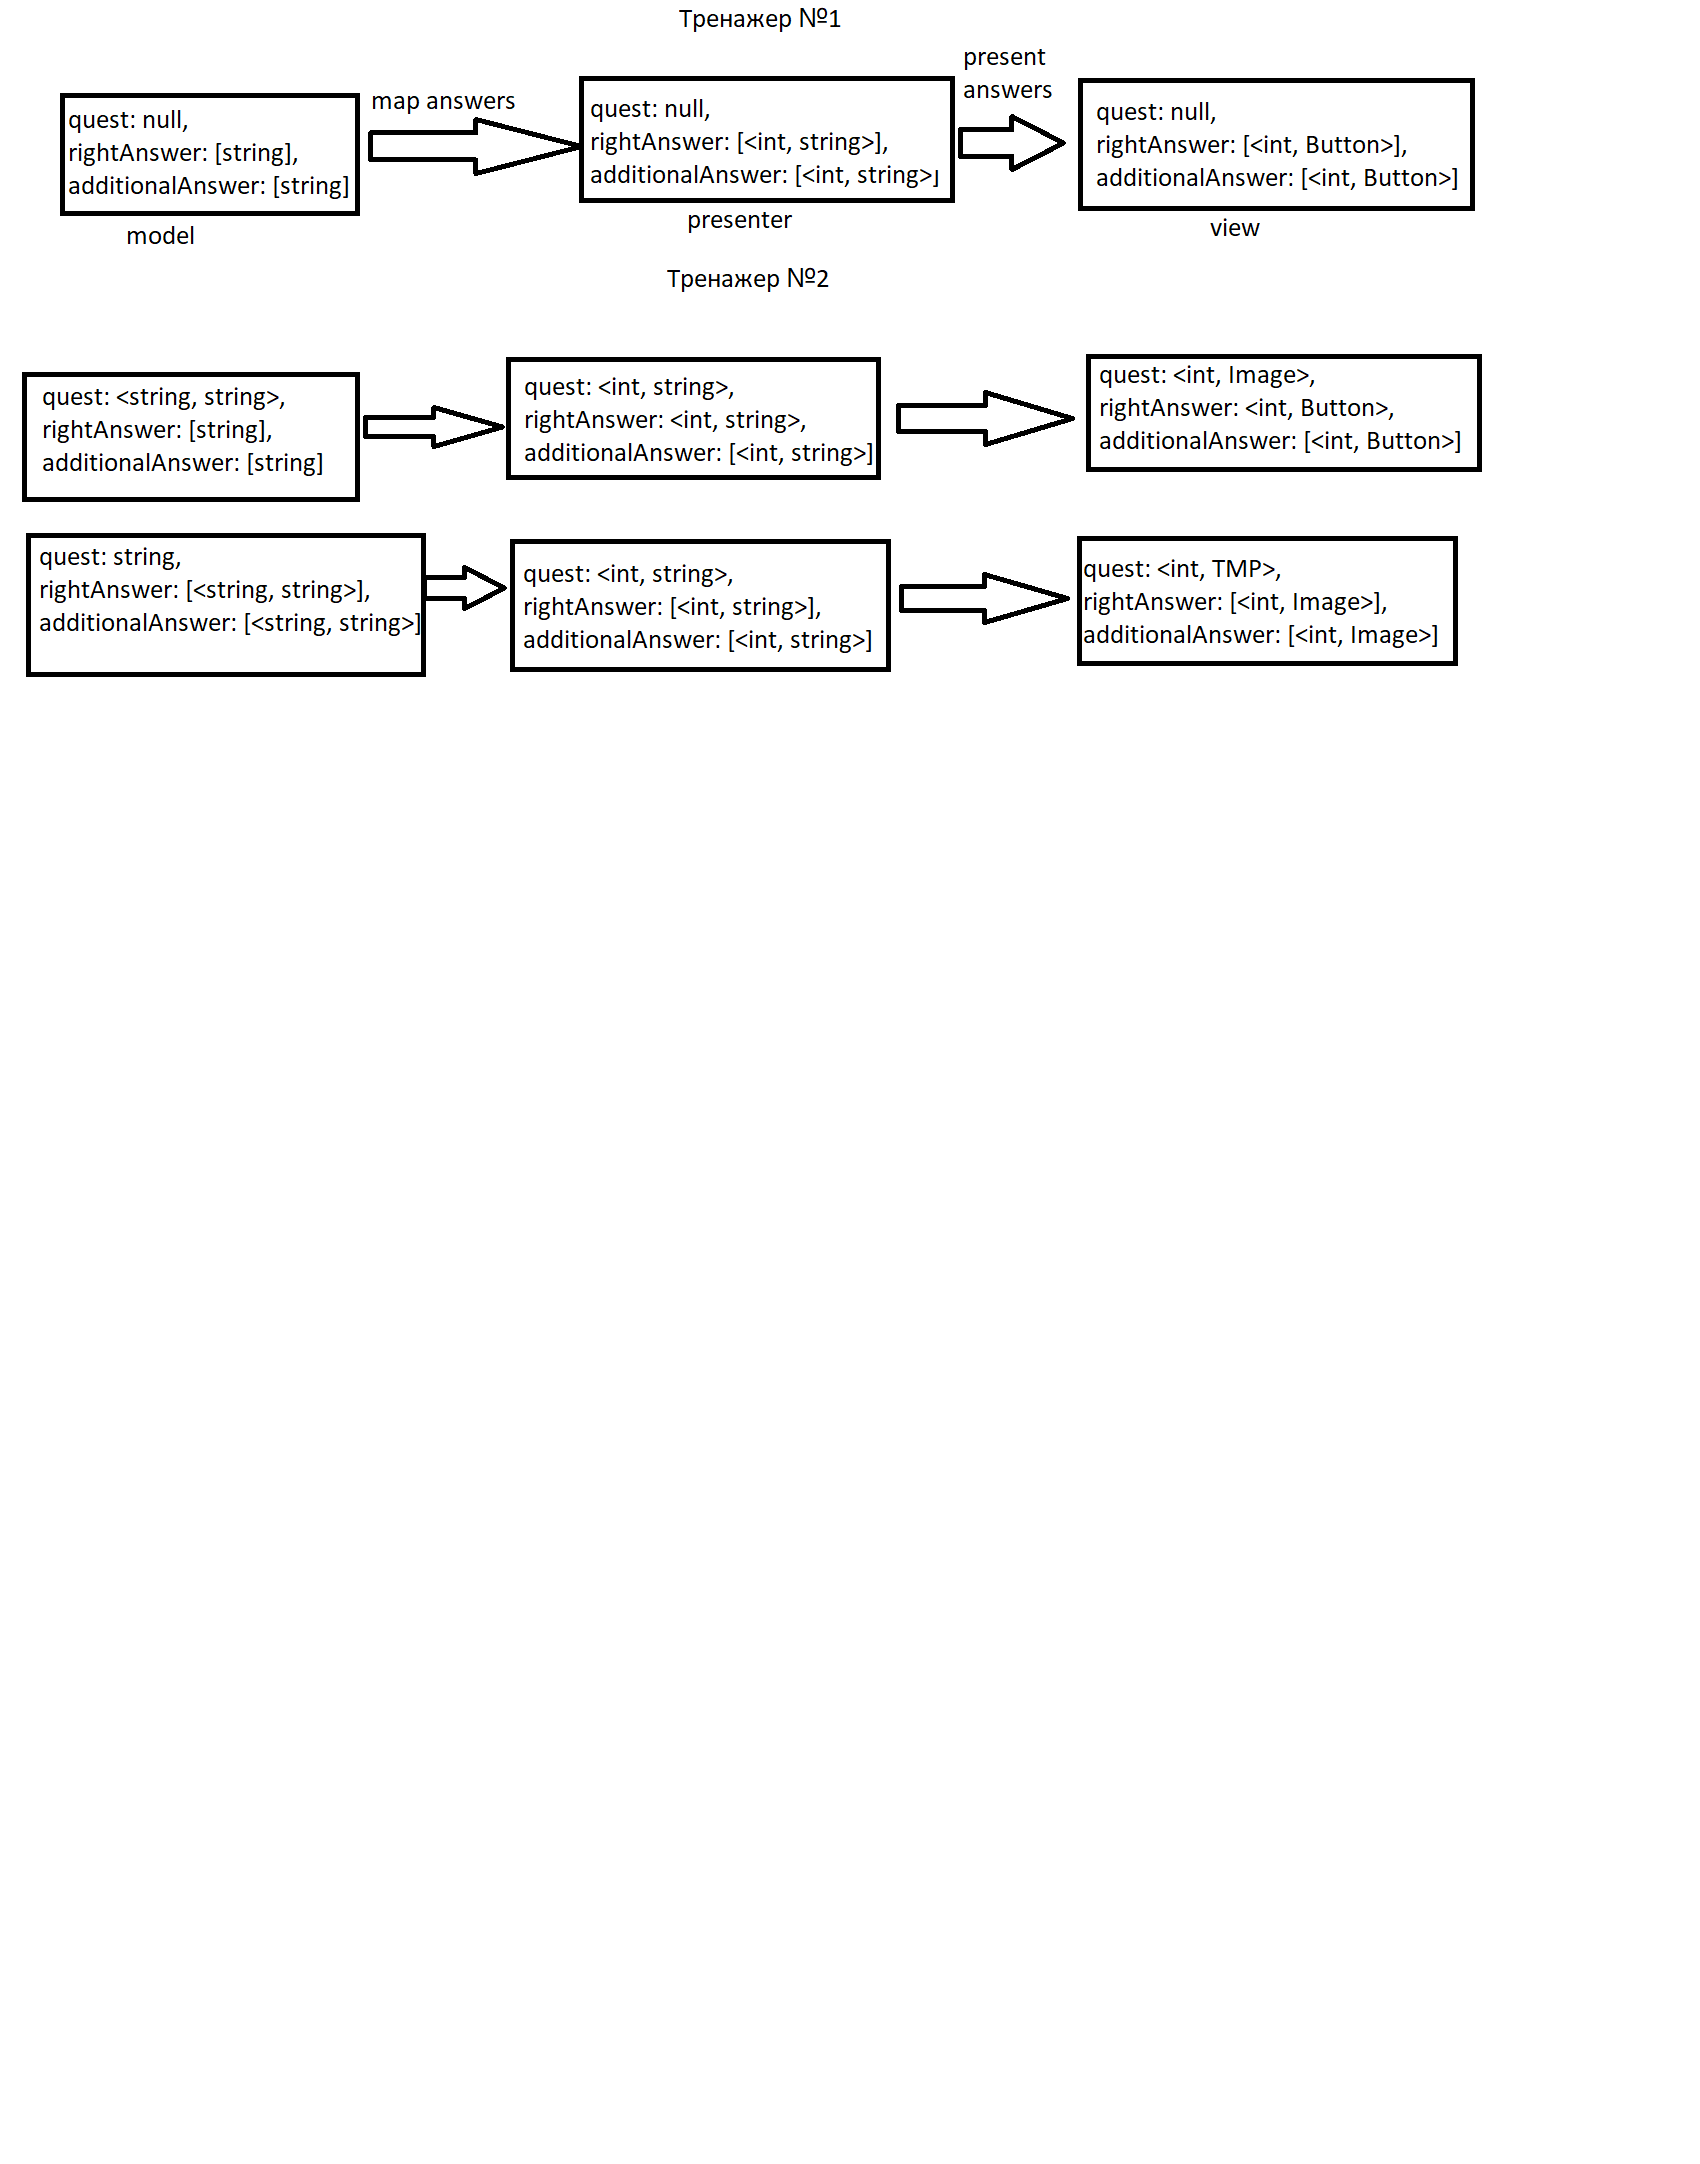 Тренажер №1
quest: null,
rightAnswer: [string],
additionalAnswer: [string]
model
map answers
quest: null,
rightAnswer: [<int, string>],
additionalAnswer: [<int, string>]
presenter
present
answers
quest: null,
rightAnswer: [<int, Button>],
additionalAnswer: [<int, Button>]
view
Тренажер №2
quest: <string, string>,
rightAnswer: [string],
additionalAnswer: [string]
quest: <int, string>,
rightAnswer: <int, string>,
additionalAnswer: [<int, string>]
quest: <int, Image>,
rightAnswer: <int, Button>,
additionalAnswer: [<int, Button>]
quest: string,
rightAnswer: [<string, string>],
additionalAnswer: [<string, string>]
quest: <int, string>,
rightAnswer: [<int, string>],
additionalAnswer: [<int, string>]
quest: <int, TMP>,
rightAnswer: [<int, Image>],
additionalAnswer: [<int, Image>]